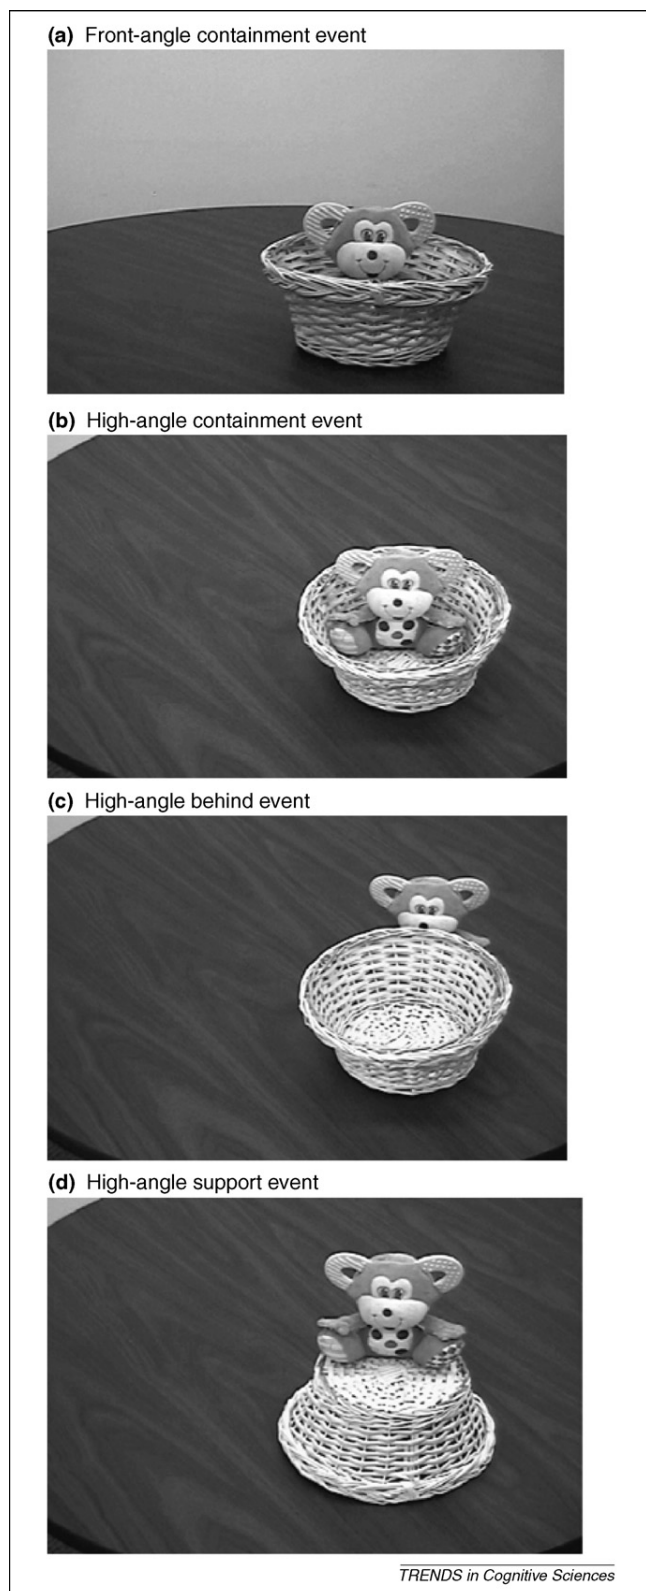 (a) Front-angle containment event
(b) High-angle containment event
(c) High-angle behind event
(d) High-angle support event
TRENDS in Cognitive Sciences